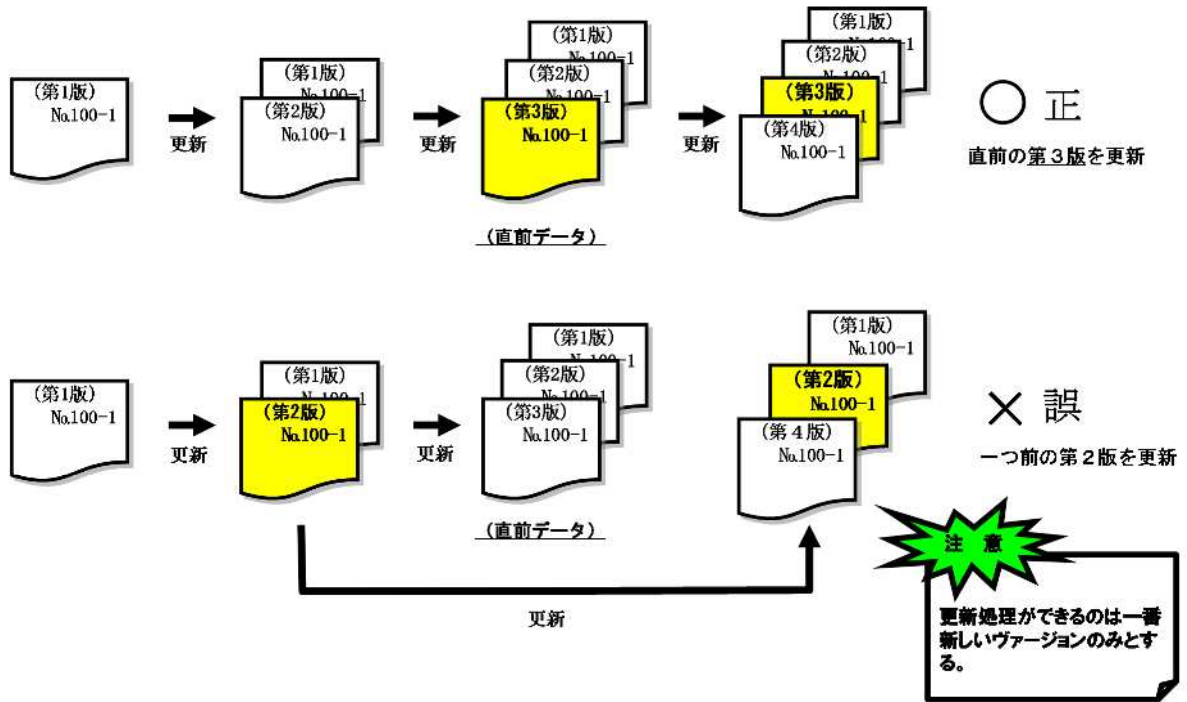 (第1版)
No.100-1
更新
(第1版)
No.100-1
(第2版)
No.100-1
更新
(第1版)
No.100-1
(第2版)
No.100-1
(第3版)
No.100-1
(直前データ)
更新
(第1版)
No.100-1
(第2版)
No.100-1
(第3版)
No.100-1
(第4版)
No.100-1
○ 正
直前の第3版を更新
(第1版)
No.100-1
更新
(第1版)
No.100-1
(第2版)
No.100-1
更新
(第1版)
No.100-1
(第2版)
No.100-1
(第3版)
No.100-1
(直前データ)
(第1版)
No.100-1
(第2版)
No.100-1
(第4版)
No.100-1
× 誤
一つ前の第2版を更新
更新
注 意
更新処理ができるのは一番
新しいヴァージョンのみとす
る。